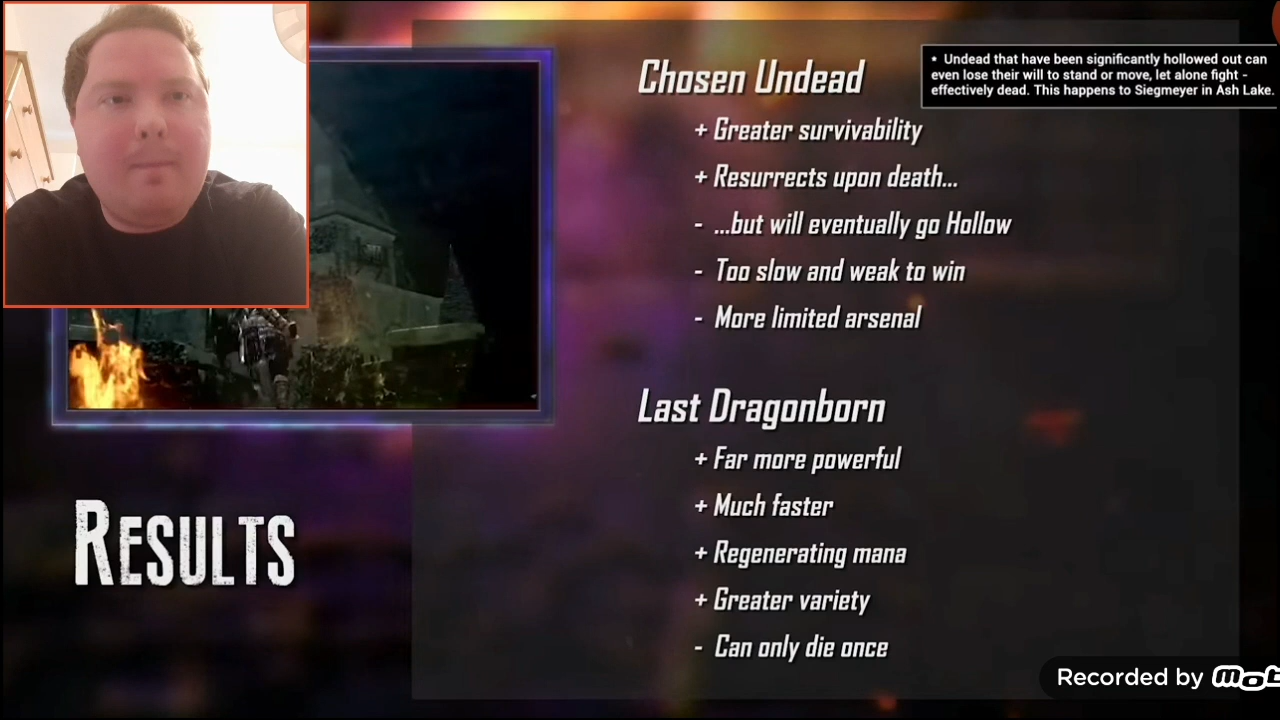 Chosen Undead
+ Greater survivability
+ Resurrects upon death...
- ...but will eventually go Hollow
- Too slow and weak to win
- More limited arsenal
* Undead that have been significantly hollowed out can
even lose their will to stand or move, let alone fight -
effectively dead. This happens to Siegmeyer in Ash Lake.
Last Dragonborn
+ Far more powerful
+ Much faster
+ Regenerating mana
+ Greater variety
- Can only die once
RESULTS
Recorded by